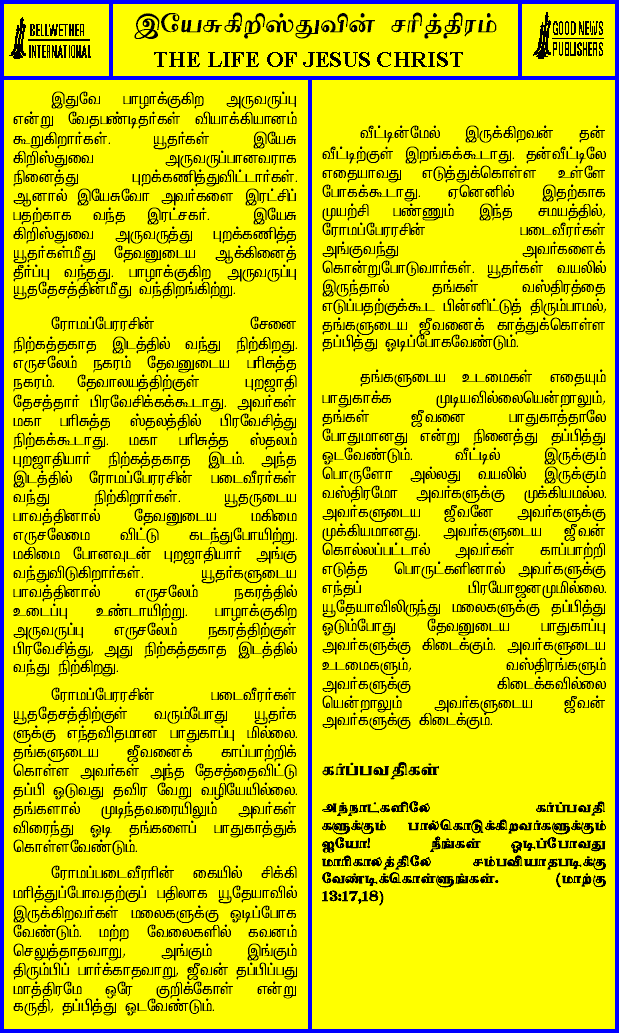 BELLWETHER
INTERNATIONAL
இயேசுகிறிஸ்துவின் சரித்திரம்
THE LIFE OF JESUS CHRIST
GOOD NEWS
PUBLISHERS
இதுவே பாழாக்குகிற அருவருப்பு
என்று வேதபண்டிதர்கள் வியாக்கியானம்
கூறுகிறார்கள். யூதர்கள் இயேசு
கிறிஸ்துவை அருவருப்பானவராக
நினைத்து புறக்கணித்துவிட்டார்கள்.
ஆனால் இயேசுவோ அவர்களை இரட்சிப்
பதற்காக வந்த இரட்சகர். இயேசு
கிறிஸ்துவை அருவருத்து புறக்கணித்த
யூதர்கள்மீது தேவனுடைய ஆக்கினைத்
தீர்ப்பு வந்தது. பாழாக்குகிற அருவருப்பு
யூததேசத்தின்மீது வந்திறங்கிற்று.
ரோமப்பேரரசின் சேனை
நிற்கத்தகாத இடத்தில் வந்து நிற்கிறது.
எருசலேம் நகரம் தேவனுடைய பரிசுத்த
நகரம். தேவாலயத்திற்குள் புறஜாதி
தேசத்தார் பிரவேசிக்கக்கூடாது. அவர்கள்
மகா பரிசுத்த ஸ்தலத்தில் பிரவேசித்து
நிற்கக்கூடாது. மகா பரிசுத்த ஸ்தலம்
புறஜாதியார் நிற்கத்தகாத இடம். அந்த
இடத்தில் ரோமப்பேரரசின் படைவீரர்கள்
வந்து நிற்கிறார்கள். யூதருடைய
பாவத்தினால் தேவனுடைய மகிமை
எருசலேமை விட்டு கடந்துபோயிற்று.
மகிமை போனவுடன் புறஜாதியார் அங்கு
வந்துவிடுகிறார்கள். யூதர்களுடைய
பாவத்தினால் எருசலேம் நகரத்தில்
உடைப்பு உண்டாயிற்று. பாழாக்குகிற
அருவருப்பு எருசலேம் நகரத்திற்குள்
பிரவேசித்து, அது நிற்கத்தகாத இடத்தில்
வந்து நிற்கிறது.
ரோமப்பேரரசின் படைவீரர்கள்
யூததேசத்திற்குள் வரும்போது யூதர்க
ளுக்கு எந்தவிதமான பாதுகாப்பு மில்லை.
தங்களுடைய ஜீவனைக் காப்பாற்றிக்
கொள்ள அவர்கள் அந்த தேசத்தைவிட்டு
தப்பி ஓடுவது தவிர வேறு வழியேயில்லை.
தங்களால் முடிந்தவரையிலும் அவர்கள்
விரைந்து ஓடி தங்களைப் பாதுகாத்துக்
கொள்ளவேண்டும்.
ரோமப்படைவீரரின் கையில் சிக்கி
மரித்துப்போவதற்குப் பதிலாக யூதேயாவில்
இருக்கிறவர்கள் மலைகளுக்கு ஓடிப்போக
வேண்டும். மற்ற வேலைகளில் கவனம்
செலுத்தாதவாறு, அங்கும் இங்கும்
திரும்பிப் பார்க்காதவாறு, ஜீவன் தப்பிப்பது
மாத்திரமே ஒரே குறிக்கோள் என்று
கருதி, தப்பித்து ஓடவேண்டும்.
வீட்டின்மேல் இருக்கிறவன் தன்
வீட்டிற்குள் இறங்கக்கூடாது. தன்வீட்டிலே
எதையாவது எடுத்துக்கொள்ள உள்ளே
போகக்கூடாது. ஏனெனில் இதற்காக
முயற்சி பண்ணும் இந்த சமயத்தில்,
ரோமப்பேரரசின் படைவீரர்கள்
அங்குவந்து அவர்களைக்
கொன்றுபோடுவார்கள். யூதர்கள் வயலில்
இருந்தால் தங்கள் வஸ்திரத்தை
எடுப்பதற்குக்கூட பின்னிட்டுத் திரும்பாமல்,
தங்களுடைய ஜீவனைக் காத்துக்கொள்ள
தப்பித்து ஓடிப்போகவேண்டும்.
தங்களுடைய உடமைகள் எதையும்
பாதுகாக்க முடியவில்லையென்றாலும்,
தங்கள் ஜீவனை பாதுகாத்தாலே
போதுமானது என்று நினைத்து தப்பித்து
ஓடவேண்டும். வீட்டில் இருக்கும்
பொருளோ அல்லது வயலில் இருக்கும்
வஸ்திரமோ அவர்களுக்கு முக்கியமல்ல.
அவர்களுடைய ஜீவனே அவர்களுக்கு
முக்கியமானது. அவர்களுடைய ஜீவன்
கொல்லப்பட்டால் அவர்கள் காப்பாற்றி
எடுத்த பொருட்களினால் அவர்களுக்கு
எந்தப் பிரயோஜனமுமில்லை.
யூதேயாவிலிருந்து மலைகளுக்கு தப்பித்து
ஓடும்போது தேவனுடைய பாதுகாப்பு
அவர்களுக்கு கிடைக்கும். அவர்களுடைய
உடமைகளும், வஸ்திரங்களும்
அவர்களுக்கு கிடைக்கவில்லை
யென்றாலும் அவர்களுடைய ஜீவன்
அவர்களுக்கு கிடைக்கும்.
கர்ப்பவதிகள்
அந்நாட்களிலே கர்ப்பவதி
களுக்கும் பால்கொடுக்கிறவர்களுக்கும்
ஐயோ! நீங்கள் ஓடிப்போவது
மாரிகாலத்திலே சம்பவியாதபடிக்கு
வேண்டிக்கொள்ளுங்கள். (மாற்கு
13:17,18)